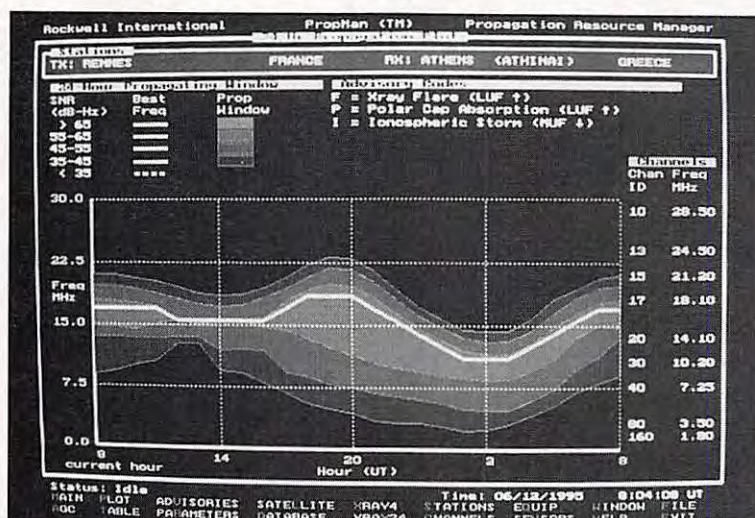 Rockwell International PropMan (TM) Propagation Resource Manager
Stations
TX: RENNES FRANCE RX: ATHENS (ATHINAI) GREECE
Hour Propagating Window Advisory Codes
SNR Best Prop F = Xray Flare (LUF ↑)
(dB-Hz) Freq Window P = Polar Cap Absorption (LUF ↑)
> 65 I = Ionospheric Storm (MUF ↓)
55-65
45-55
35-45
< 35
Channels
Chan Freq
ID MHz
30.0
10 28.50
13 24.50
22.5
15 21.20
Freq
MHz
17 18.10
15.0
20 14.10
30 10.20
7.5
40 7.25
80 3.50
0.0
160 1.80
8 14 20 2 8
current hour Hour (UT)
Status: Idle Time: 06/12/1995 8:04:08 UT
MAIN PLOT ADVISORIES SATELLITE XRAY4 STATIONS EQUIP WINDOW FILE
TABLE PARAMETERS DATABASE XRAY24 CHANNELS SENSORS HELP EXIT